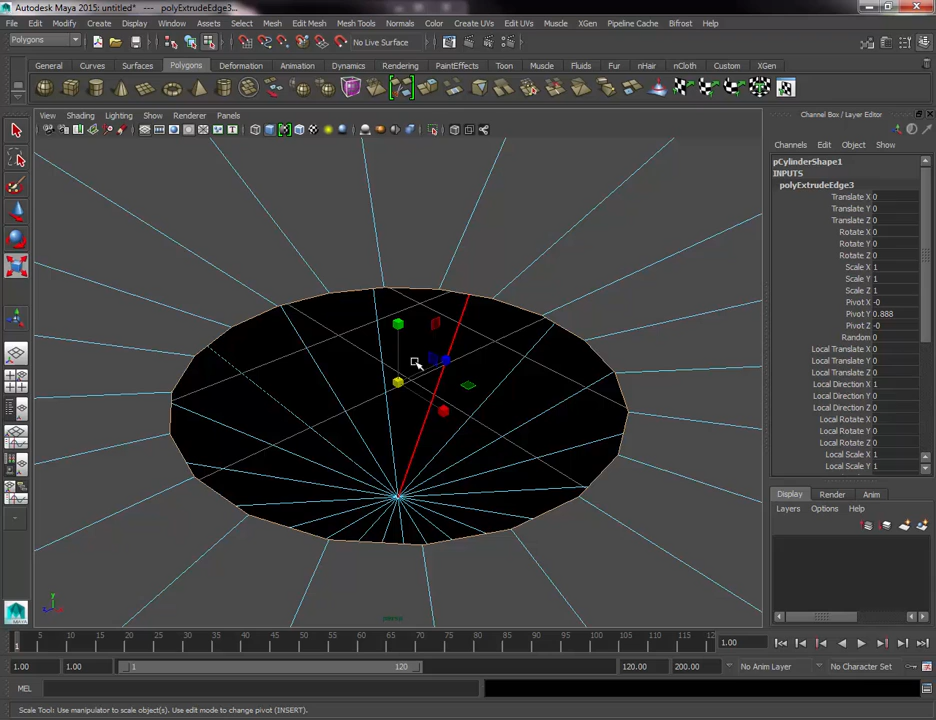 Autodesk Maya 2015: untitled* --- polyExtrudeEdge3...
File Modify Create Display Window Assets Select Mesh Edit Mesh Mesh Tools Normals Color Create UVs Edit UVs Muscle XGen Pipeline Cache Bifrost Help
Polygons
No Live Surface
General Curves Surfaces Polygons Deformation Animation Dynamics Rendering PaintEffects Toon Muscle Fluids Fur nHair nCloth Custom XGen
View Shading Lighting Show Renderer Panels
Channel Box / Layer Editor
Channels Edit Object Show
pCylinderShape1
INPUTS
polyExtrudeEdge3
Translate X 0
Translate Y 0
Translate Z 0
Rotate X 0
Rotate Y 0
Rotate Z 0
Scale X 1
Scale Y 1
Scale Z 1
Pivot X -0
Pivot Y 0.888
Pivot Z -0
Random 0
Local Translate X 0
Local Translate Y 0
Local Translate Z 0
Local Direction X 1
Local Direction Y 0
Local Direction Z 0
Local Rotate X 0
Local Rotate Y 0
Local Rotate Z 0
Local Scale X 1
Local Scale Y 1
Display Render Anim
Layers Options Help
persp
5 10 15 20 25 30 35 40 45 50 55 60 65 70 75 80 85 90 95 100 105 110 115 12
1
1.00
1.00 1.00 1 120 120.00 200.00 No Anim Layer No Character Set
MEL
Scale Tool: Use manipulator to scale object(s). Use edit mode to change pivot (INSERT).